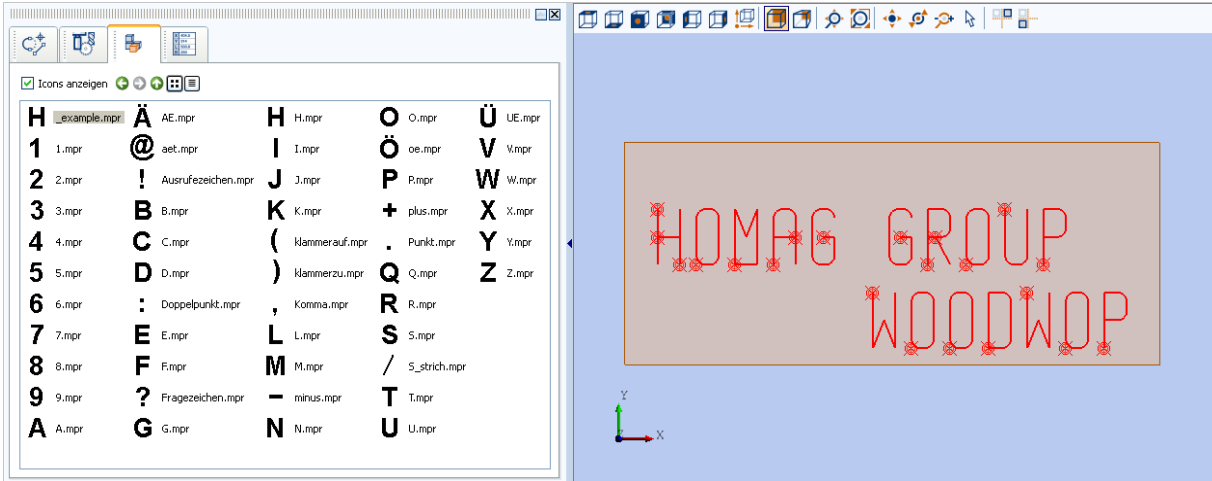 Icons anzeigen
H _example.mpr Ä AE.mpr H H.mpr O O.mpr Ü UE.mpr
1 1.mpr @ aet.mpr I I.mpr Ö oe.mpr V V.mpr
2 2.mpr ! Ausrufezeichen.mpr J J.mpr P P.mpr W W.mpr
3 3.mpr B B.mpr K K.mpr + plus.mpr X X.mpr
4 4.mpr C C.mpr ( klammerauf.mpr . Punkt.mpr Y Y.mpr
5 5.mpr D D.mpr ) klammerzu.mpr Q Q.mpr Z Z.mpr
6 6.mpr : Doppelpunkt.mpr , Komma.mpr R R.mpr
7 7.mpr E E.mpr L L.mpr S S.mpr
8 8.mpr F F.mpr M M.mpr / S_strich.mpr
9 9.mpr ? Fragezeichen.mpr - minus.mpr T T.mpr
A A.mpr G G.mpr N N.mpr U U.mpr
HOMAG GROUP
WOODWOP
Y
X